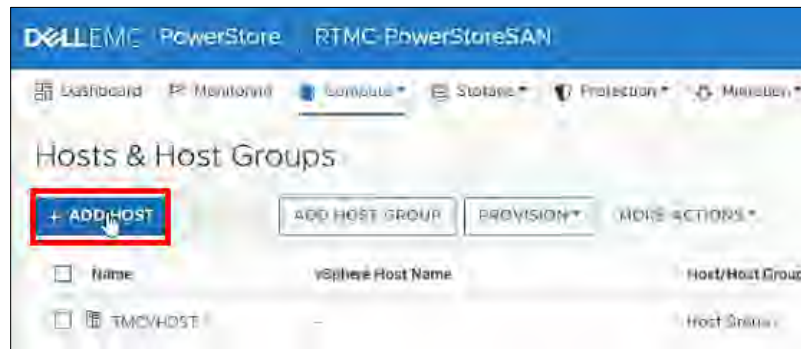 DELLEMC PowerStore RTMC-PowerStoreSAN
Dashboard Monitoring Compute Storage Protection Migration
Hosts & Host Groups
+ ADD HOST ADD HOST GROUP PROVISION MORE ACTIONS
Name vSphere Host Name Host/Host Group
TMCVHOST -- Host Group